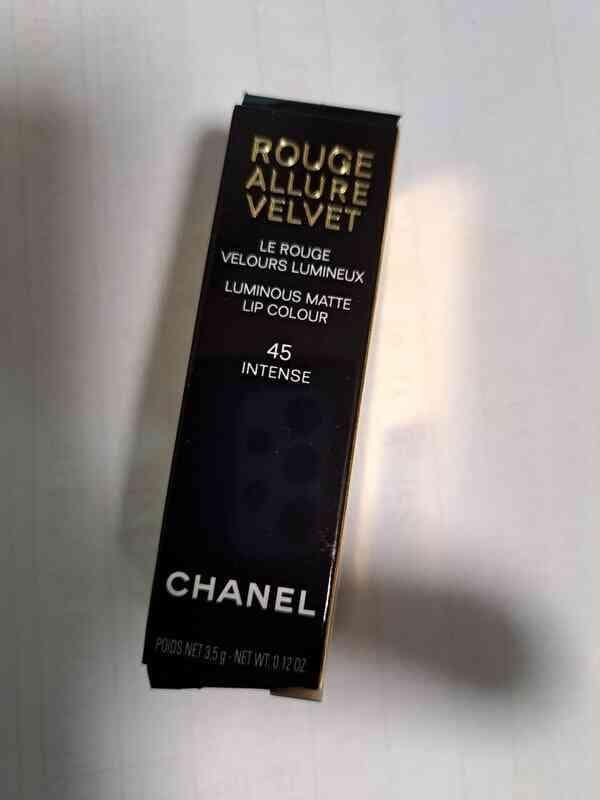 ROUGE
ALLURE
VELVET
LE ROUGE
VELOURS LUMINEUX
LUMINOUS MATTE
LIP COLOUR
45
INTENSE
CHANEL
POIDS NET 3,5 g - NET WT. 0.12 OZ.